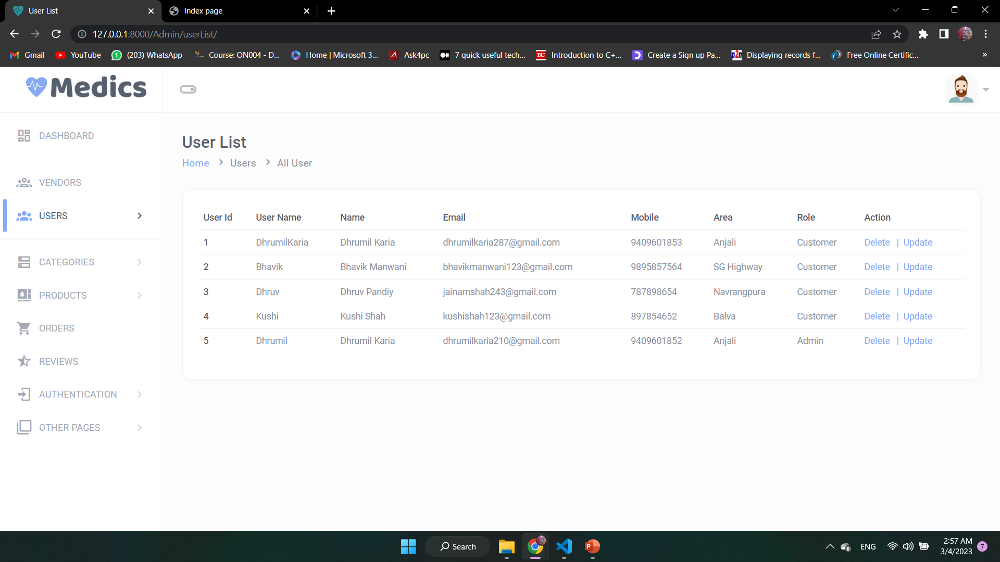 User List
Index page
127.0.0.1:8000/Admin/userList/
Gmail
YouTube
(203) WhatsApp
Course: ON004 - D...
Home | Microsoft 3...
Ask4pc
7 quick useful tech...
BU
Introduction to C+...
Create a Sign up Pa...
p2n
Displaying records f...
Free Online Certific...
»
Medics
DASHBOARD
VENDORS
USERS
CATEGORIES
PRODUCTS
ORDERS
REVIEWS
AUTHENTICATION
OTHER PAGES
User List
Home > Users > All User
User Id User Name Name Email Mobile Area Role Action
1 DhrumilKaria Dhrumil Karia dhrumilkaria287@gmail.com 9409601853 Anjali Customer Delete | Update
2 Bhavik Bhavik Manwani bhavikmanwani123@gmail.com 9895857564 SG Highway Customer Delete | Update
3 Dhruv Dhruv Pandiy jainamshah243@gmail.com 787898654 Navrangpura Customer Delete | Update
4 Kushi Kushi Shah kushishah123@gmail.com 897854652 Balva Customer Delete | Update
5 Dhrumil Dhrumil Karia dhrumilkaria210@gmail.com 9409601852 Anjali Admin Delete | Update
Search
ENG
2:57 AM
3/4/2023
7